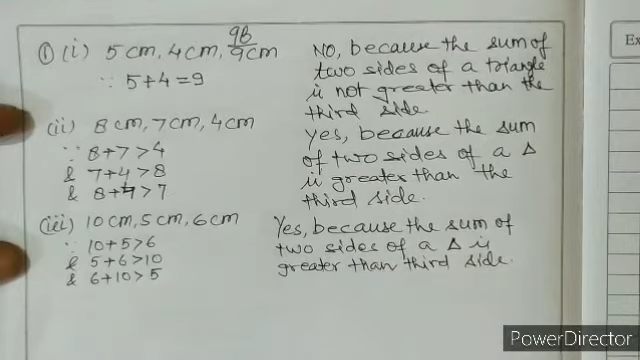 9B
① (i) 5 cm, 4 cm, 9cm No, because the sum of
∵ 5+4=9 two sides of a triangle
is not greater than the
third side.
(ii) 8 cm, 7cm, 4cm Yes, because the sum
∵ 8+7>4 of two sides of a Δ
& 7+4>8 is greater than the
& 8+4>7 third side.
(iii) 10 cm, 5 cm, 6 cm Yes, because the sum of
∵ 10+5>6 two sides of a Δ is
& 5+6>10 greater than third side.
& 6+10>5
Ex
PowerDirector